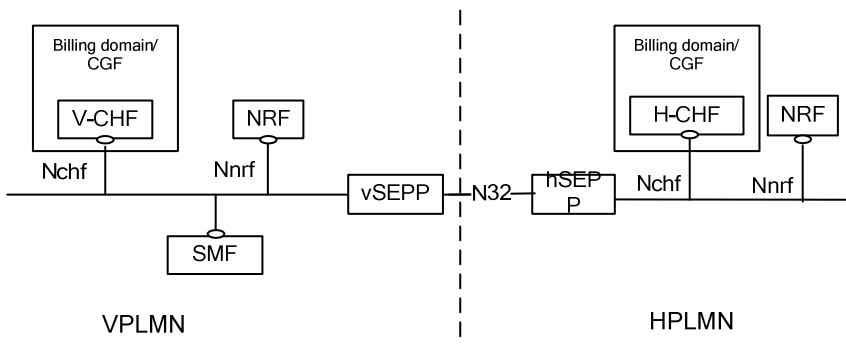 Billing domain/
CGF
V-CHF
NRF
Nchf
Nnrf
vSEPP
SMF
VPLMN
N32
Billing domain/
CGF
H-CHF
NRF
hSEP
P
Nchf
Nnrf
HPLMN